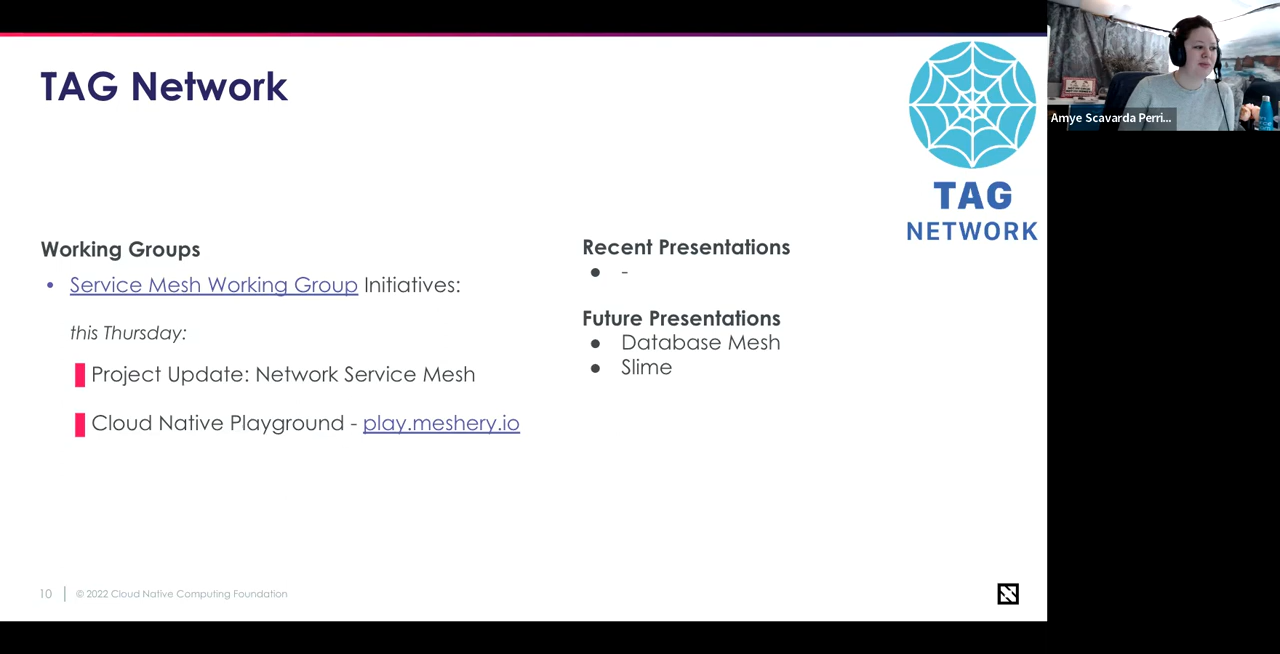 TAG Network
TAG
NETWORK
Working Groups
• Service Mesh Working Group Initiatives:
this Thursday:
Project Update: Network Service Mesh
Cloud Native Playground - play.meshery.io
Recent Presentations
● -
Future Presentations
● Database Mesh
● Slime
10 | © 2022 Cloud Native Computing Foundation
Amye Scavarda Perri...